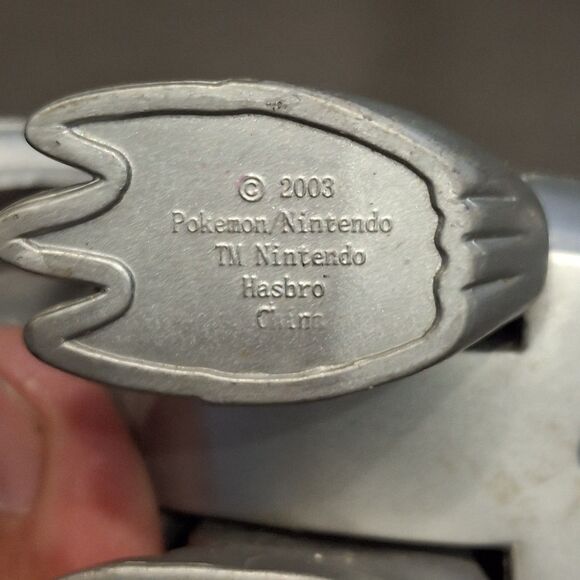 © 2003
Pokemon/Nintendo
TM Nintendo
Hasbro
China